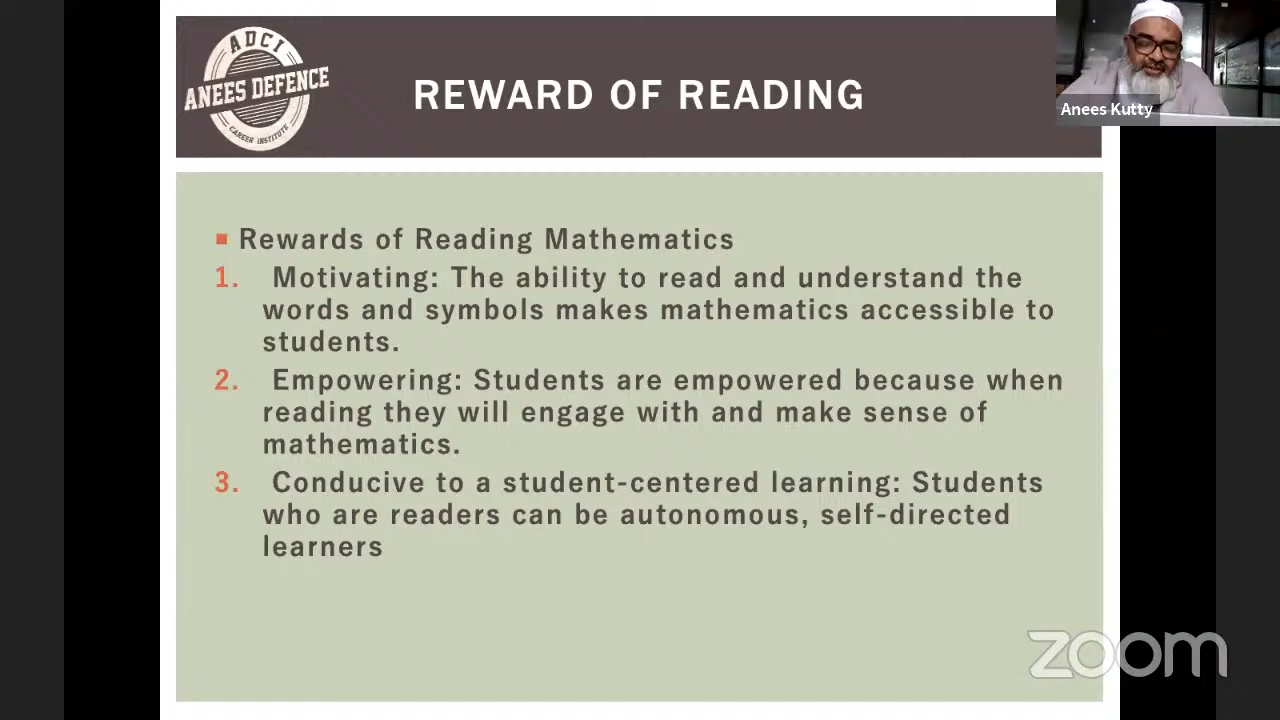 ADCI
ANEES DEFENCE
CAREER INSTITUTE
REWARD OF READING
Anees Kutty
Rewards of Reading Mathematics
1. Motivating: The ability to read and understand the
words and symbols makes mathematics accessible to
students.
2. Empowering: Students are empowered because when
reading they will engage with and make sense of
mathematics.
3. Conducive to a student-centered learning: Students
who are readers can be autonomous, self-directed
learners
zoom